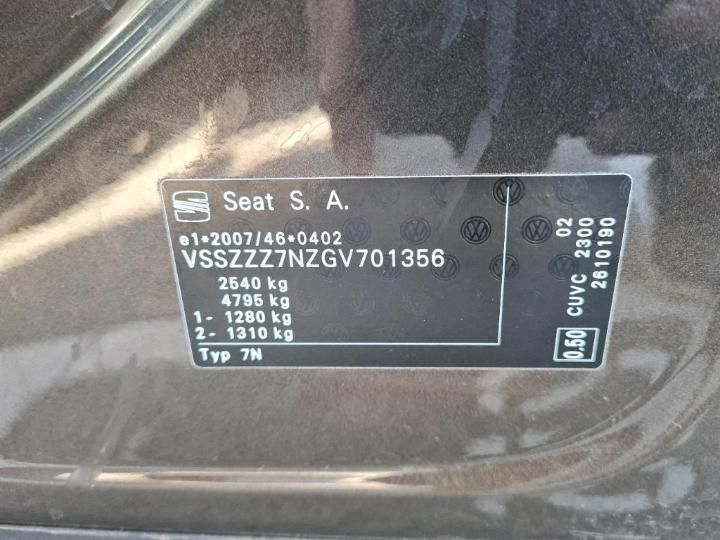 Seat S. A.
e1*2007/46*0402
VSSZZZ7NZGV701356
2540 kg
4795 kg
1- 1280 kg
2- 1310 kg
Typ 7N
02
CUVC 2300
2610190
0.50